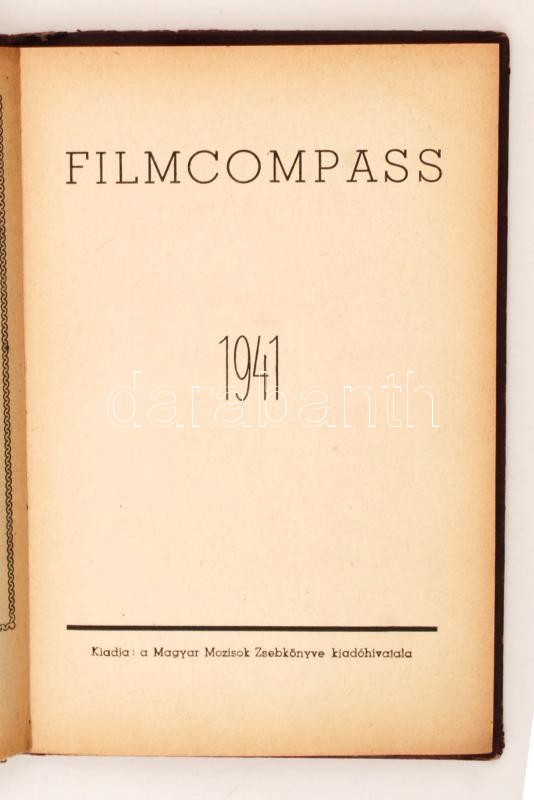 FILMCOMPASS
1941
darabanth
Kiadja: a Magyar Mozisok Zsebkönyve kiadóhivatala